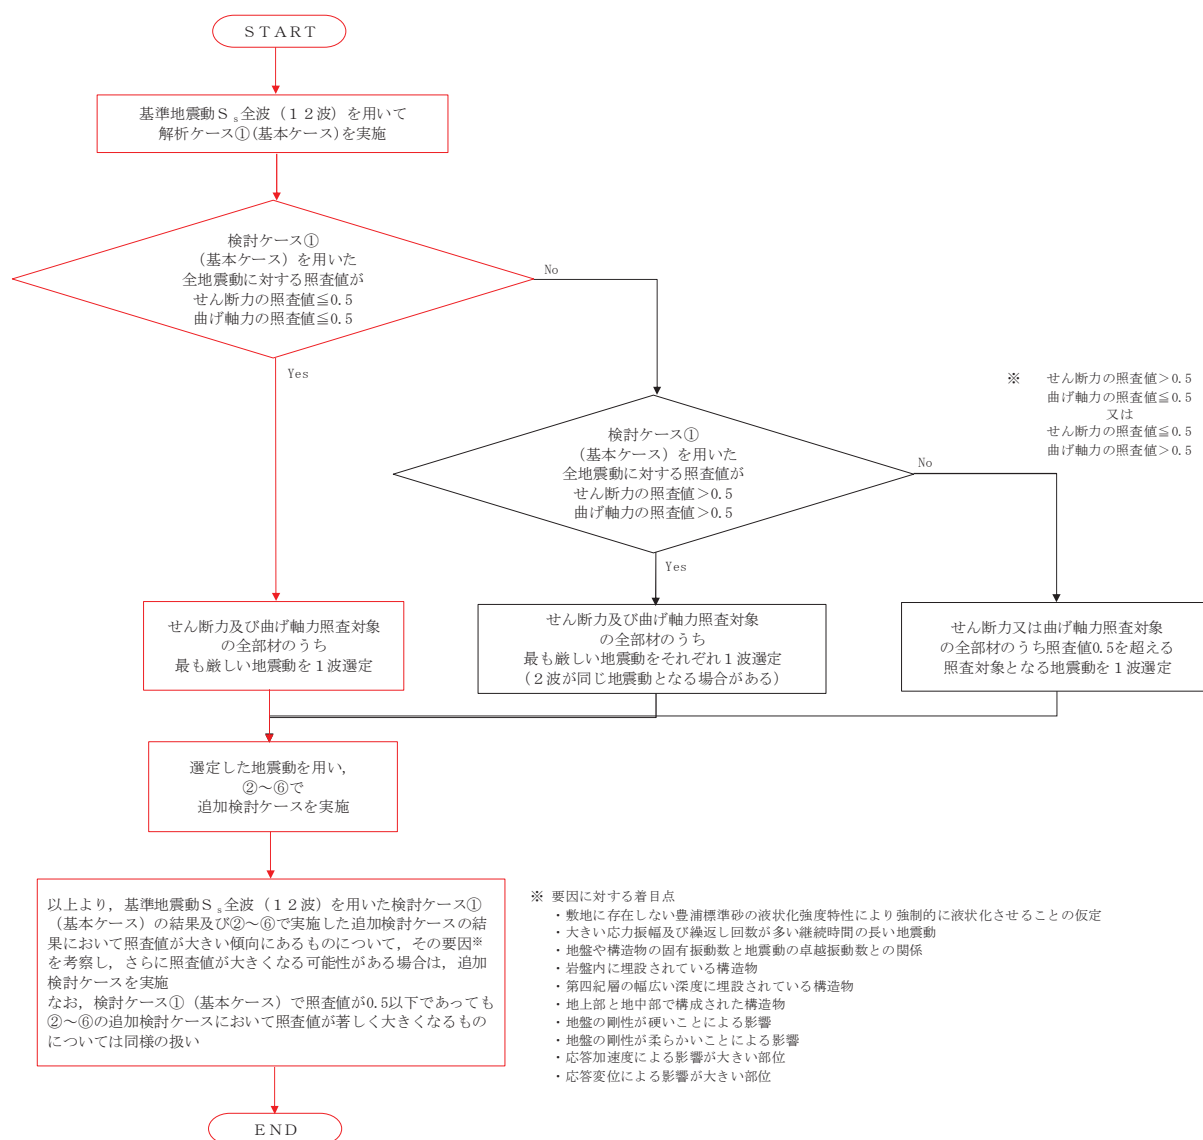 ＳＴＡＲＴ
基準地震動Ｓｓ全波（１２波）を用いて
解析ケース①(基本ケース)を実施
検討ケース①
（基本ケース）を用いた
全地震動に対する照査値が
せん断力の照査値≦0.5
曲げ軸力の照査値≦0.5
No
Yes
※ せん断力の照査値＞0.5
曲げ軸力の照査値≦0.5
又は
せん断力の照査値≦0.5
曲げ軸力の照査値＞0.5
検討ケース①
（基本ケース）を用いた
全地震動に対する照査値が
せん断力の照査値＞0.5
曲げ軸力の照査値＞0.5
No
Yes
せん断力及び曲げ軸力照査対象
の全部材のうち
最も厳しい地震動を１波選定
せん断力及び曲げ軸力照査対象
の全部材のうち
最も厳しい地震動をそれぞれ１波選定
（２波が同じ地震動となる場合がある）
せん断力又は曲げ軸力照査対象
の全部材のうち照査値0.5を超える
照査対象となる地震動を１波選定
選定した地震動を用い，
②～⑥で
追加検討ケースを実施
以上より，基準地震動Ｓｓ全波（１２波）を用いた検討ケース①
（基本ケース）の結果及び②～⑥で実施した追加検討ケースの結
果において照査値が大きい傾向にあるものについて，その要因※
を考察し，さらに照査値が大きくなる可能性がある場合は，追加
検討ケースを実施
なお，検討ケース①（基本ケース）で照査値が0.5以下であっても
②～⑥の追加検討ケースにおいて照査値が著しく大きくなるもの
については同様の扱い
※ 要因に対する着目点
・敷地に存在しない豊浦標準砂の液状化強度特性により強制的に液状化させることの仮定
・大きい応力振幅及び繰返し回数が多い継続時間の長い地震動
・地盤や構造物の固有振動数と地震動の卓越振動数との関係
・岩盤内に埋設されている構造物
・第四紀層の幅広い深度に埋設されている構造物
・地上部と地中部で構成された構造物
・地盤の剛性が硬いことによる影響
・地盤の剛性が柔らかいことによる影響
・応答加速度による影響が大きい部位
・応答変位による影響が大きい部位
ＥＮＤ